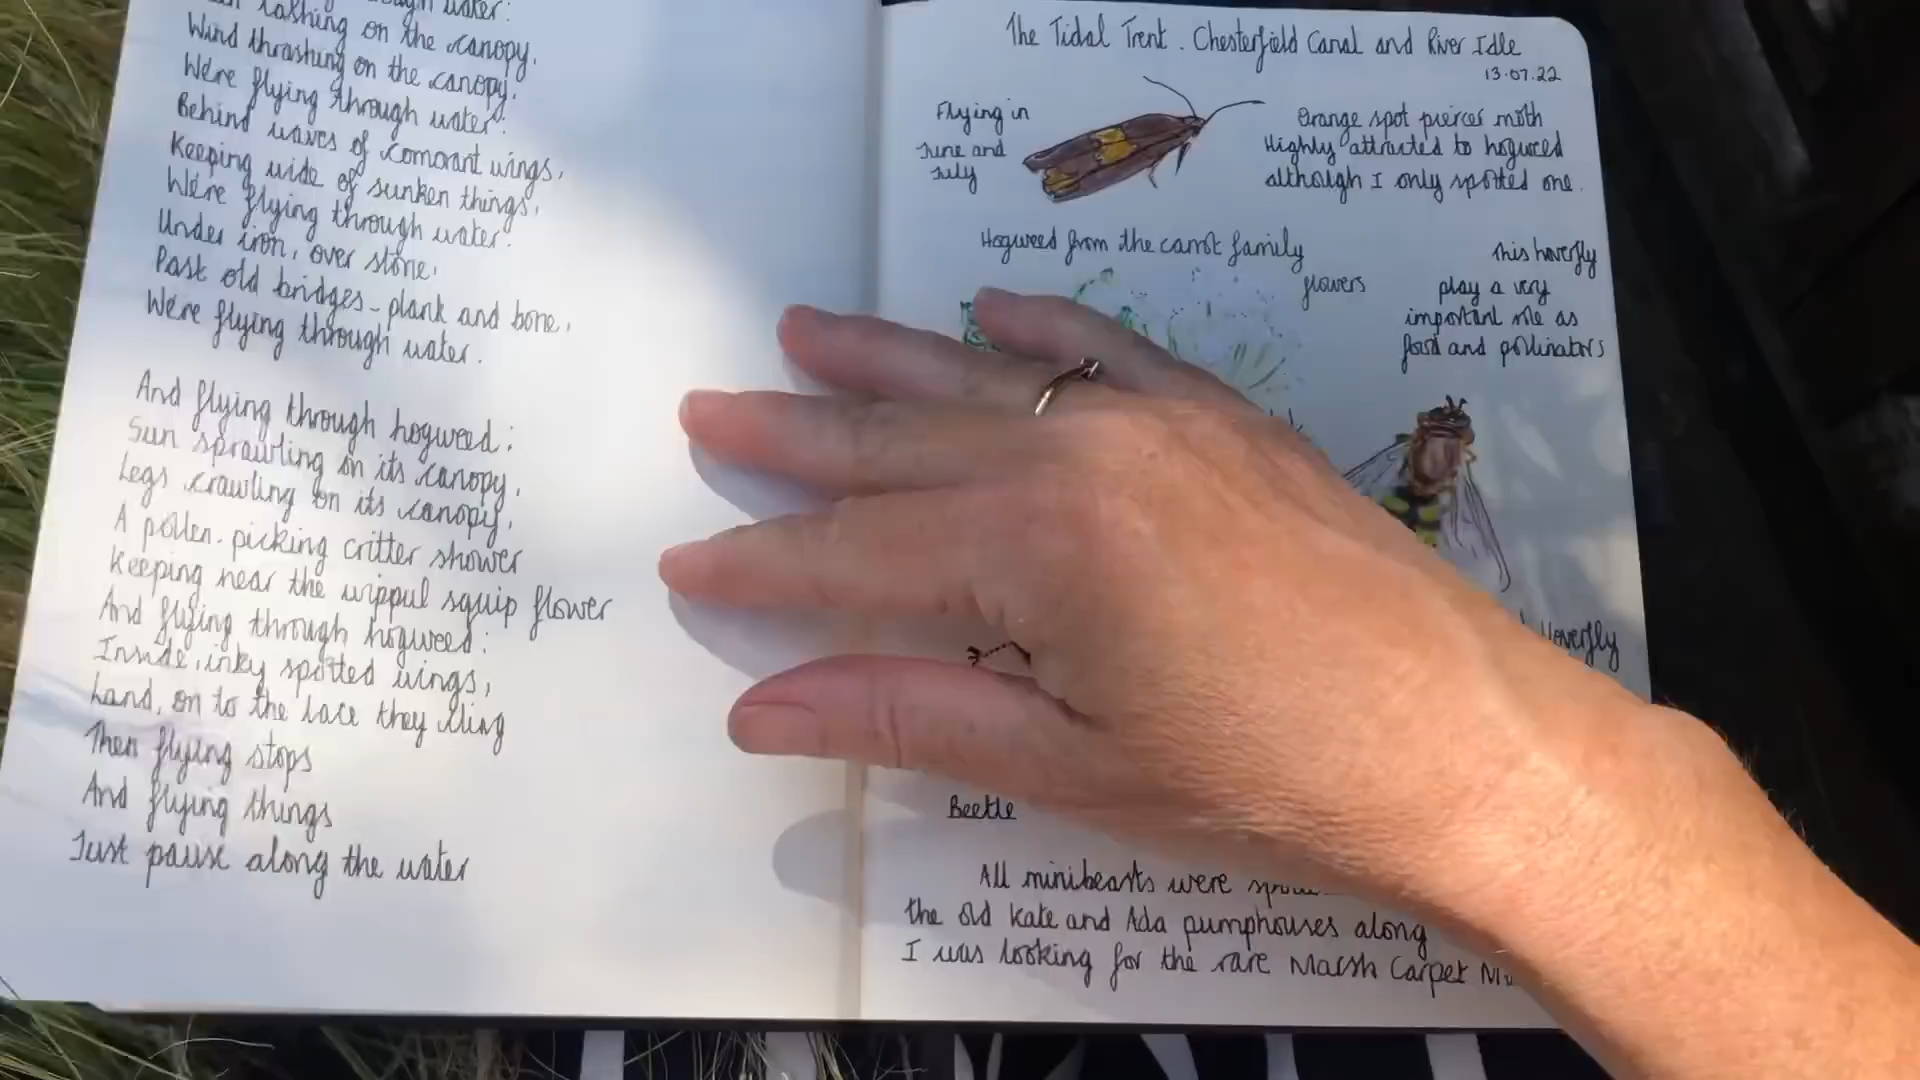 water:
lashing on the canopy,
Wind thrashing on the canopy,
We're flying through water:
Behind waves of comorant wings,
Keeping wide of sunken things,
We're flying through water:
Under iron, over stone,
Past old bridges - plank and bone,
We're flying through water.
And flying through hogweed:
Sun sprawling on its canopy,
Legs crawling on its canopy,
A pollen-picking critter shower
Keeping near the wippul squip flower
And flying through hogweed:
Inside, inky spotted wings,
Land, on to the lace they cling
Then flying stops
And flying things
Just pause along the water
The Tidal Trent. Chesterfield Canal and River Idle
13.07.22
Flying in
June and
July
Orange spot piercer moth
Highly attracted to hogweed
although I only spotted one.
Hogweed from the carrot family
flowers
this hoverfly
play a very
important role as
food and pollinators
Hoverfly
Beetle
All minibeasts were
the old Kate and Ada pumphouses along
I was looking for the rare Marsh Carpet